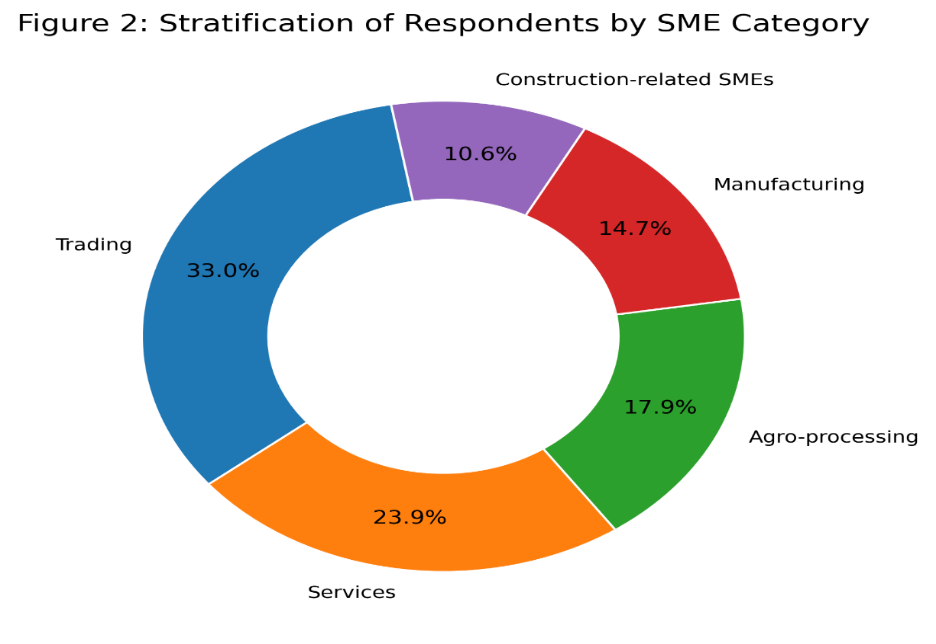 Figure 2: Stratification of Respondents by SME Category
Construction-related SMEs
10.6%
Manufacturing
14.7%
Trading
33.0%
17.9%
Agro-processing
23.9%
Services